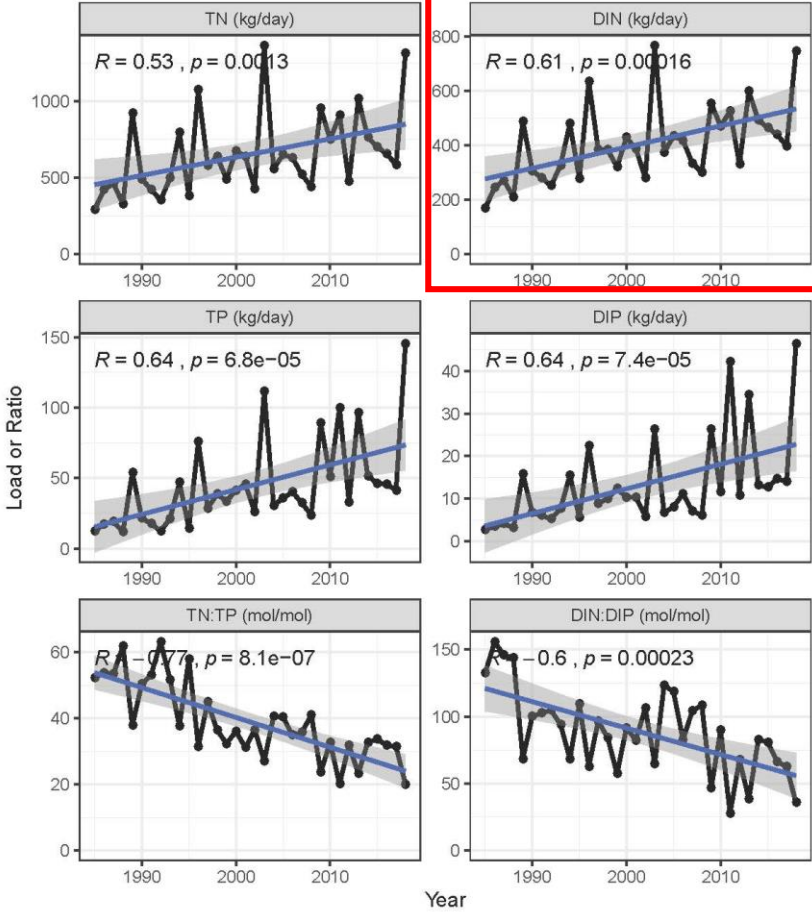 TN (kg/day)
DIN (kg/day)
R = 0.53 , p = 0.0013
R = 0.61 , p = 0.00016
1000
500
0
800
600
400
200
0
1990 2000 2010
1990 2000 2010
TP (kg/day)
DIP (kg/day)
R = 0.64 , p = 6.8e−05
R = 0.64 , p = 7.4e−05
150
100
50
0
40
30
20
10
0
1990 2000 2010
1990 2000 2010
Load or Ratio
TN:TP (mol/mol)
DIN:DIP (mol/mol)
R = −0.77 , p = 8.1e−07
R = −0.6 , p = 0.00023
60
40
20
0
150
100
50
0
1990 2000 2010
1990 2000 2010
Year